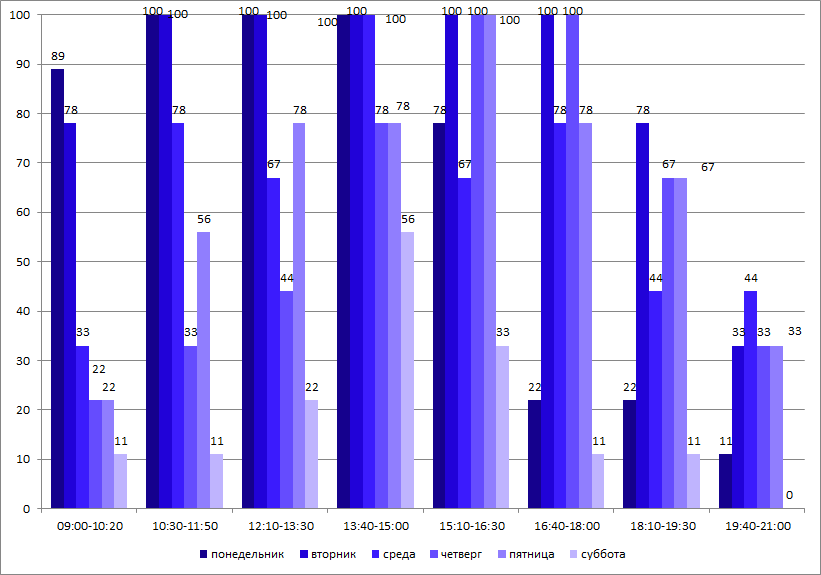 100 100 100 100 100 100 100 100 100 100 100 100
100
90 89
80 78 78 78 78 78 78 78 78 78
70 67 67 67 67
60 56 56
50 44 44 44
40 33 33 33 33 33 33
30 22 22 22 22 22
20 11 11 11 11 11
10 11 0
0
09:00-10:20 10:30-11:50 12:10-13:30 13:40-15:00 15:10-16:30 16:40-18:00 18:10-19:30 19:40-21:00
понедельник вторник среда четверг пятница суббота